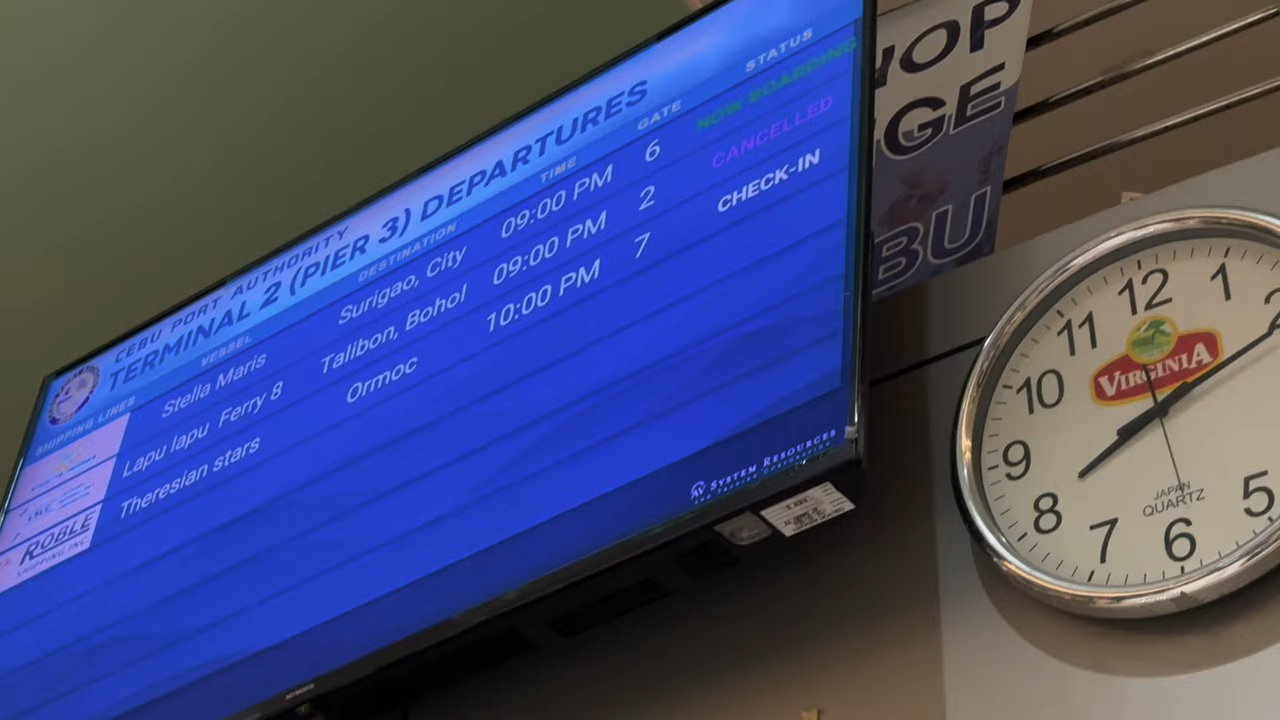 CEBU PORT AUTHORITY
TERMINAL 2 (PIER 3) DEPARTURES
SHIPPING LINES VESSEL DESTINATION TIME GATE STATUS
Stella Maris Surigao, City 09:00 PM 6 NOW BOARDING
Lapu lapu Ferry 8 Talibon, Bohol 09:00 PM 2 CANCELLED
ROBLE Theresian stars Ormoc 10:00 PM 7 CHECK-IN
SHIPPING INC
SYSTEM RESOURCES
OP
GE
BU
12
1
2
11
10
9
8
7
6
5
VIRGINIA
JAPAN
QUARTZ